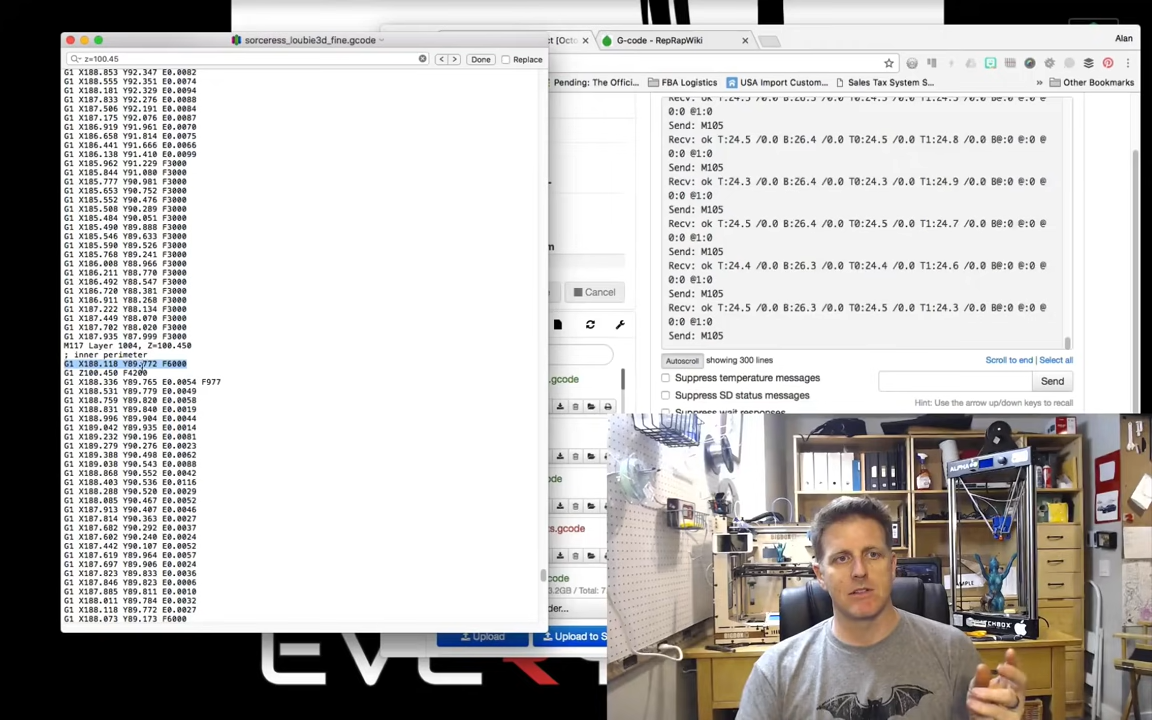 sorceress_loubie3d_fine.gcode
z=100.45
Done
Replace
G1 X188.853 Y92.347 E0.0082
G1 X188.555 Y92.351 E0.0074
G1 X188.181 Y92.329 E0.0094
G1 X187.833 Y92.276 E0.0088
G1 X187.506 Y92.191 E0.0084
G1 X187.175 Y92.076 E0.0087
G1 X186.919 Y91.961 E0.0070
G1 X186.658 Y91.814 E0.0075
G1 X186.441 Y91.666 E0.0066
G1 X186.138 Y91.410 E0.0099
G1 X185.962 Y91.229 F3000
G1 X185.844 Y91.080 F3000
G1 X185.777 Y90.981 F3000
G1 X185.653 Y90.752 F3000
G1 X185.552 Y90.476 F3000
G1 X185.508 Y90.289 F3000
G1 X185.484 Y90.051 F3000
G1 X185.490 Y89.888 F3000
G1 X185.546 Y89.633 F3000
G1 X185.590 Y89.526 F3000
G1 X185.768 Y89.241 F3000
G1 X186.008 Y88.966 F3000
G1 X186.211 Y88.770 F3000
G1 X186.492 Y88.547 F3000
G1 X186.720 Y88.381 F3000
G1 X186.911 Y88.268 F3000
G1 X187.222 Y88.134 F3000
G1 X187.449 Y88.070 F3000
G1 X187.702 Y88.020 F3000
G1 X187.935 Y87.999 F3000
M117 Layer 1004, Z=100.450
; inner perimeter
G1 X188.118 Y89.772 F6000
G1 Z100.450 F4200
G1 X188.336 Y89.765 E0.0054 F977
G1 X188.531 Y89.779 E0.0049
G1 X188.759 Y89.820 E0.0058
G1 X188.831 Y89.840 E0.0019
G1 X188.996 Y89.904 E0.0044
G1 X189.042 Y89.935 E0.0014
G1 X189.232 Y90.196 E0.0081
G1 X189.279 Y90.276 E0.0023
G1 X189.388 Y90.498 E0.0062
G1 X189.038 Y90.543 E0.0088
G1 X188.868 Y90.552 E0.0042
G1 X188.403 Y90.536 E0.0116
G1 X188.288 Y90.520 E0.0029
G1 X188.085 Y90.467 E0.0052
G1 X187.913 Y90.407 E0.0046
G1 X187.814 Y90.363 E0.0027
G1 X187.682 Y90.292 E0.0037
G1 X187.602 Y90.240 E0.0024
G1 X187.442 Y90.107 E0.0052
G1 X187.619 Y89.964 E0.0057
G1 X187.697 Y89.906 E0.0024
G1 X187.823 Y89.833 E0.0036
G1 X187.846 Y89.823 E0.0006
G1 X187.885 Y89.811 E0.0010
G1 X188.011 Y89.784 E0.0032
G1 X188.118 Y89.772 E0.0027
G1 X188.073 Y89.173 F6000
G-code - RepRapWiki
Alan
Pending: The Offici...
FBA Logistics
USA Import Custom...
Sales Tax System S...
Other Bookmarks
0:0 @1:0
Send: M105
Recv: ok T:24.5 /0.0 B:26.4 /0.0 T0:24.5 /0.0 T1:24.8 /0.0 B@:0 @:0 @
0:0 @1:0
Send: M105
Recv: ok T:24.3 /0.0 B:26.4 /0.0 T0:24.3 /0.0 T1:24.9 /0.0 B@:0 @:0 @
0:0 @1:0
Send: M105
Recv: ok T:24.5 /0.0 B:26.4 /0.0 T0:24.5 /0.0 T1:24.7 /0.0 B@:0 @:0 @
0:0 @1:0
Send: M105
Recv: ok T:24.4 /0.0 B:26.3 /0.0 T0:24.4 /0.0 T1:24.6 /0.0 B@:0 @:0 @
0:0 @1:0
Send: M105
Recv: ok T:24.5 /0.0 B:26.3 /0.0 T0:24.5 /0.0 T1:24.3 /0.0 B@:0 @:0 @
0:0 @1:0
Send: M105
Autoscroll showing 300 lines
Scroll to end | Select all
Suppress temperature messages
Suppress SD status messages
Suppress wait responses
Send
Hint: Use the arrow up/down keys to recall
Cancel
.gcode
s.gcode
code
3.2GB / Total: 7.
der...
Upload
Upload to S